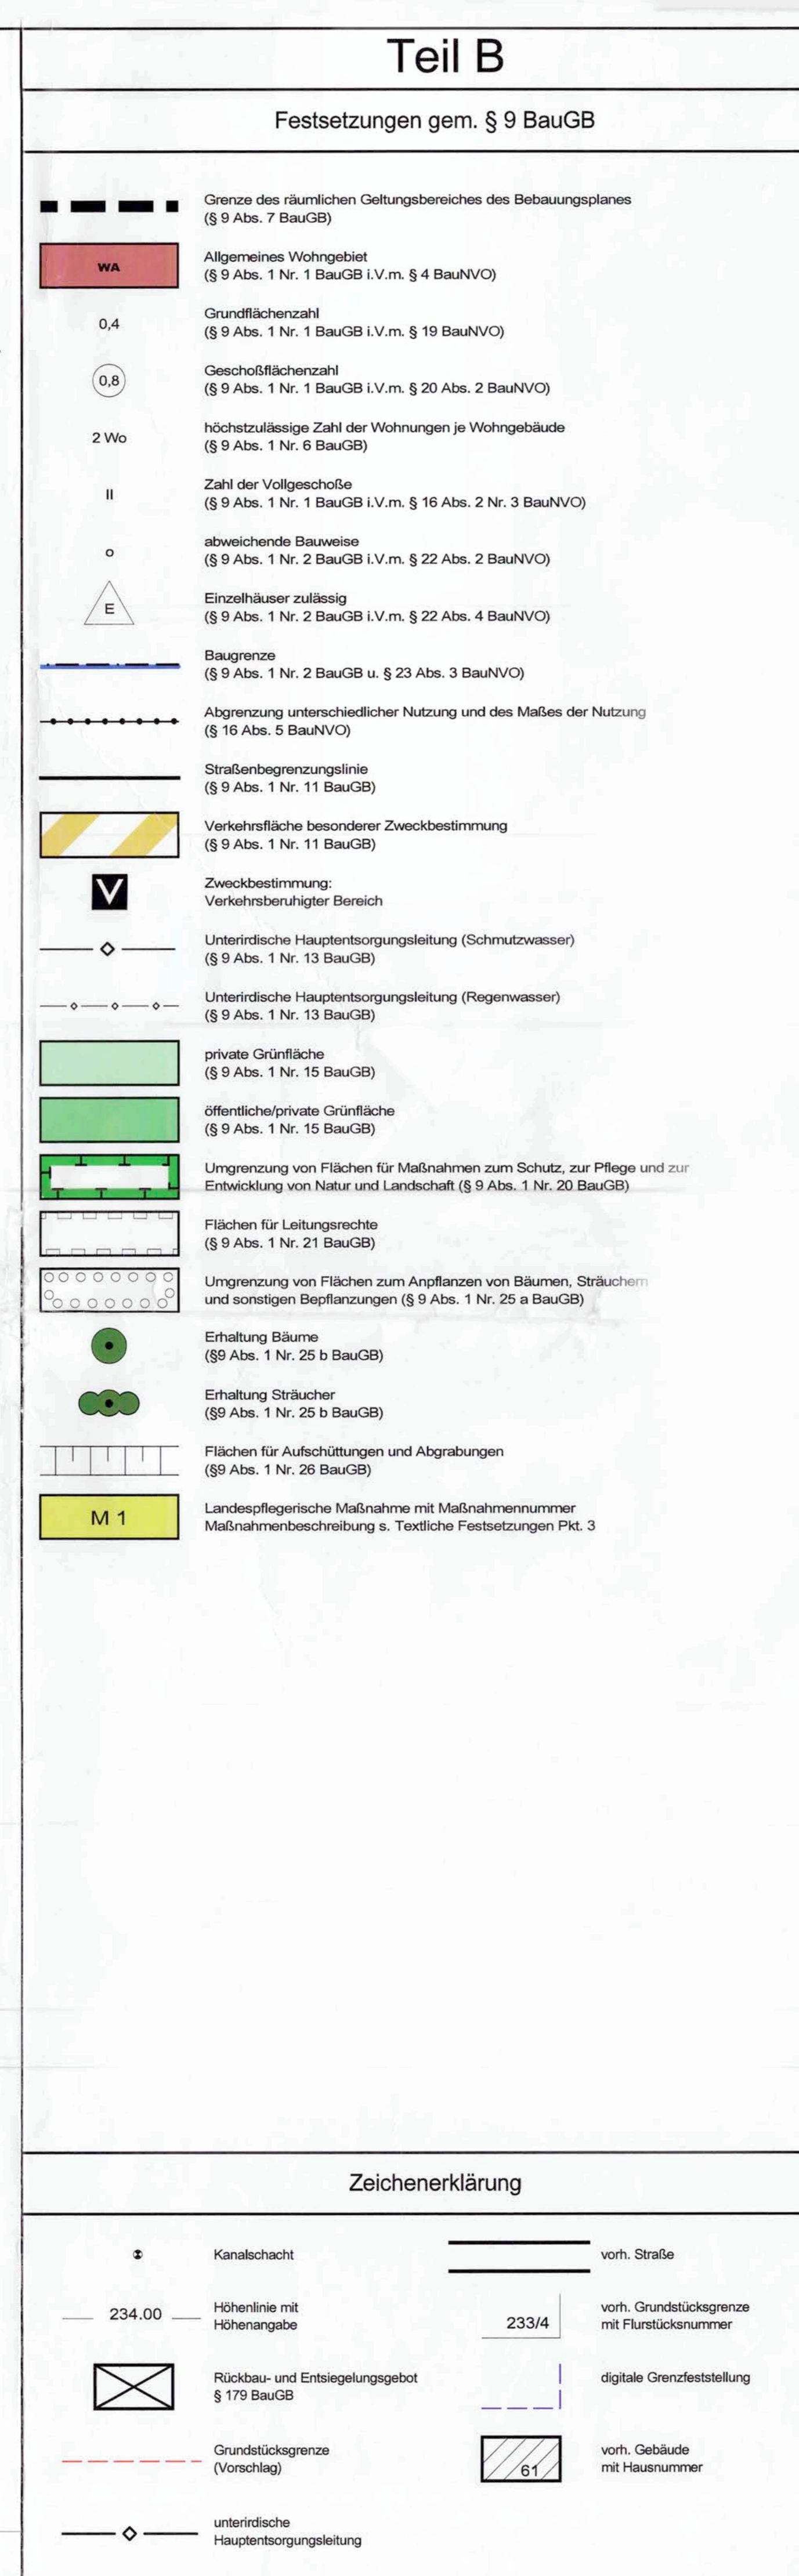 Teil B
Festsetzungen gem. § 9 BauGB
Grenze des räumlichen Geltungsbereiches des Bebauungsplanes
(§ 9 Abs. 7 BauGB)
WA
Allgemeines Wohngebiet
(§ 9 Abs. 1 Nr. 1 BauGB i.V.m. § 4 BauNVO)
0,4
Grundflächenzahl
(§ 9 Abs. 1 Nr. 1 BauGB i.V.m. § 19 BauNVO)
0,8
Geschoßflächenzahl
(§ 9 Abs. 1 Nr. 1 BauGB i.V.m. § 20 Abs. 2 BauNVO)
2 Wo
höchstzulässige Zahl der Wohnungen je Wohngebäude
(§ 9 Abs. 1 Nr. 6 BauGB)
II
Zahl der Vollgeschoße
(§ 9 Abs. 1 Nr. 1 BauGB i.V.m. § 16 Abs. 2 Nr. 3 BauNVO)
o
abweichende Bauweise
(§ 9 Abs. 1 Nr. 2 BauGB i.V.m. § 22 Abs. 2 BauNVO)
E
Einzelhäuser zulässig
(§ 9 Abs. 1 Nr. 2 BauGB i.V.m. § 22 Abs. 4 BauNVO)
Baugrenze
(§ 9 Abs. 1 Nr. 2 BauGB u. § 23 Abs. 3 BauNVO)
Abgrenzung unterschiedlicher Nutzung und des Maßes der Nutzung
(§ 16 Abs. 5 BauNVO)
Straßenbegrenzungslinie
(§ 9 Abs. 1 Nr. 11 BauGB)
Verkehrsfläche besonderer Zweckbestimmung
(§ 9 Abs. 1 Nr. 11 BauGB)
V
Zweckbestimmung:
Verkehrsberuhigter Bereich
Unterirdische Hauptentsorgungsleitung (Schmutzwasser)
(§ 9 Abs. 1 Nr. 13 BauGB)
Unterirdische Hauptentsorgungsleitung (Regenwasser)
(§ 9 Abs. 1 Nr. 13 BauGB)
private Grünfläche
(§ 9 Abs. 1 Nr. 15 BauGB)
öffentliche/private Grünfläche
(§ 9 Abs. 1 Nr. 15 BauGB)
Umgrenzung von Flächen für Maßnahmen zum Schutz, zur Pflege und zur
Entwicklung von Natur und Landschaft (§ 9 Abs. 1 Nr. 20 BauGB)
Flächen für Leitungsrechte
(§ 9 Abs. 1 Nr. 21 BauGB)
Umgrenzung von Flächen zum Anpflanzen von Bäumen, Sträuchern
und sonstigen Bepflanzungen (§ 9 Abs. 1 Nr. 25 a BauGB)
Erhaltung Bäume
(§9 Abs. 1 Nr. 25 b BauGB)
Erhaltung Sträucher
(§9 Abs. 1 Nr. 25 b BauGB)
Flächen für Aufschüttungen und Abgrabungen
(§9 Abs. 1 Nr. 26 BauGB)
M 1
Landespflegerische Maßnahme mit Maßnahmennummer
Maßnahmenbeschreibung s. Textliche Festsetzungen Pkt. 3
Zeichenerklärung
Kanalschacht
vorh. Straße
234.00
Höhenlinie mit
Höhenangabe
233/4
vorh. Grundstücksgrenze
mit Flurstücksnummer
Rückbau- und Entsiegelungsgebot
§ 179 BauGB
digitale Grenzfeststellung
Grundstücksgrenze
(Vorschlag)
61
vorh. Gebäude
mit Hausnummer
unterirdische
Hauptentsorgungsleitung